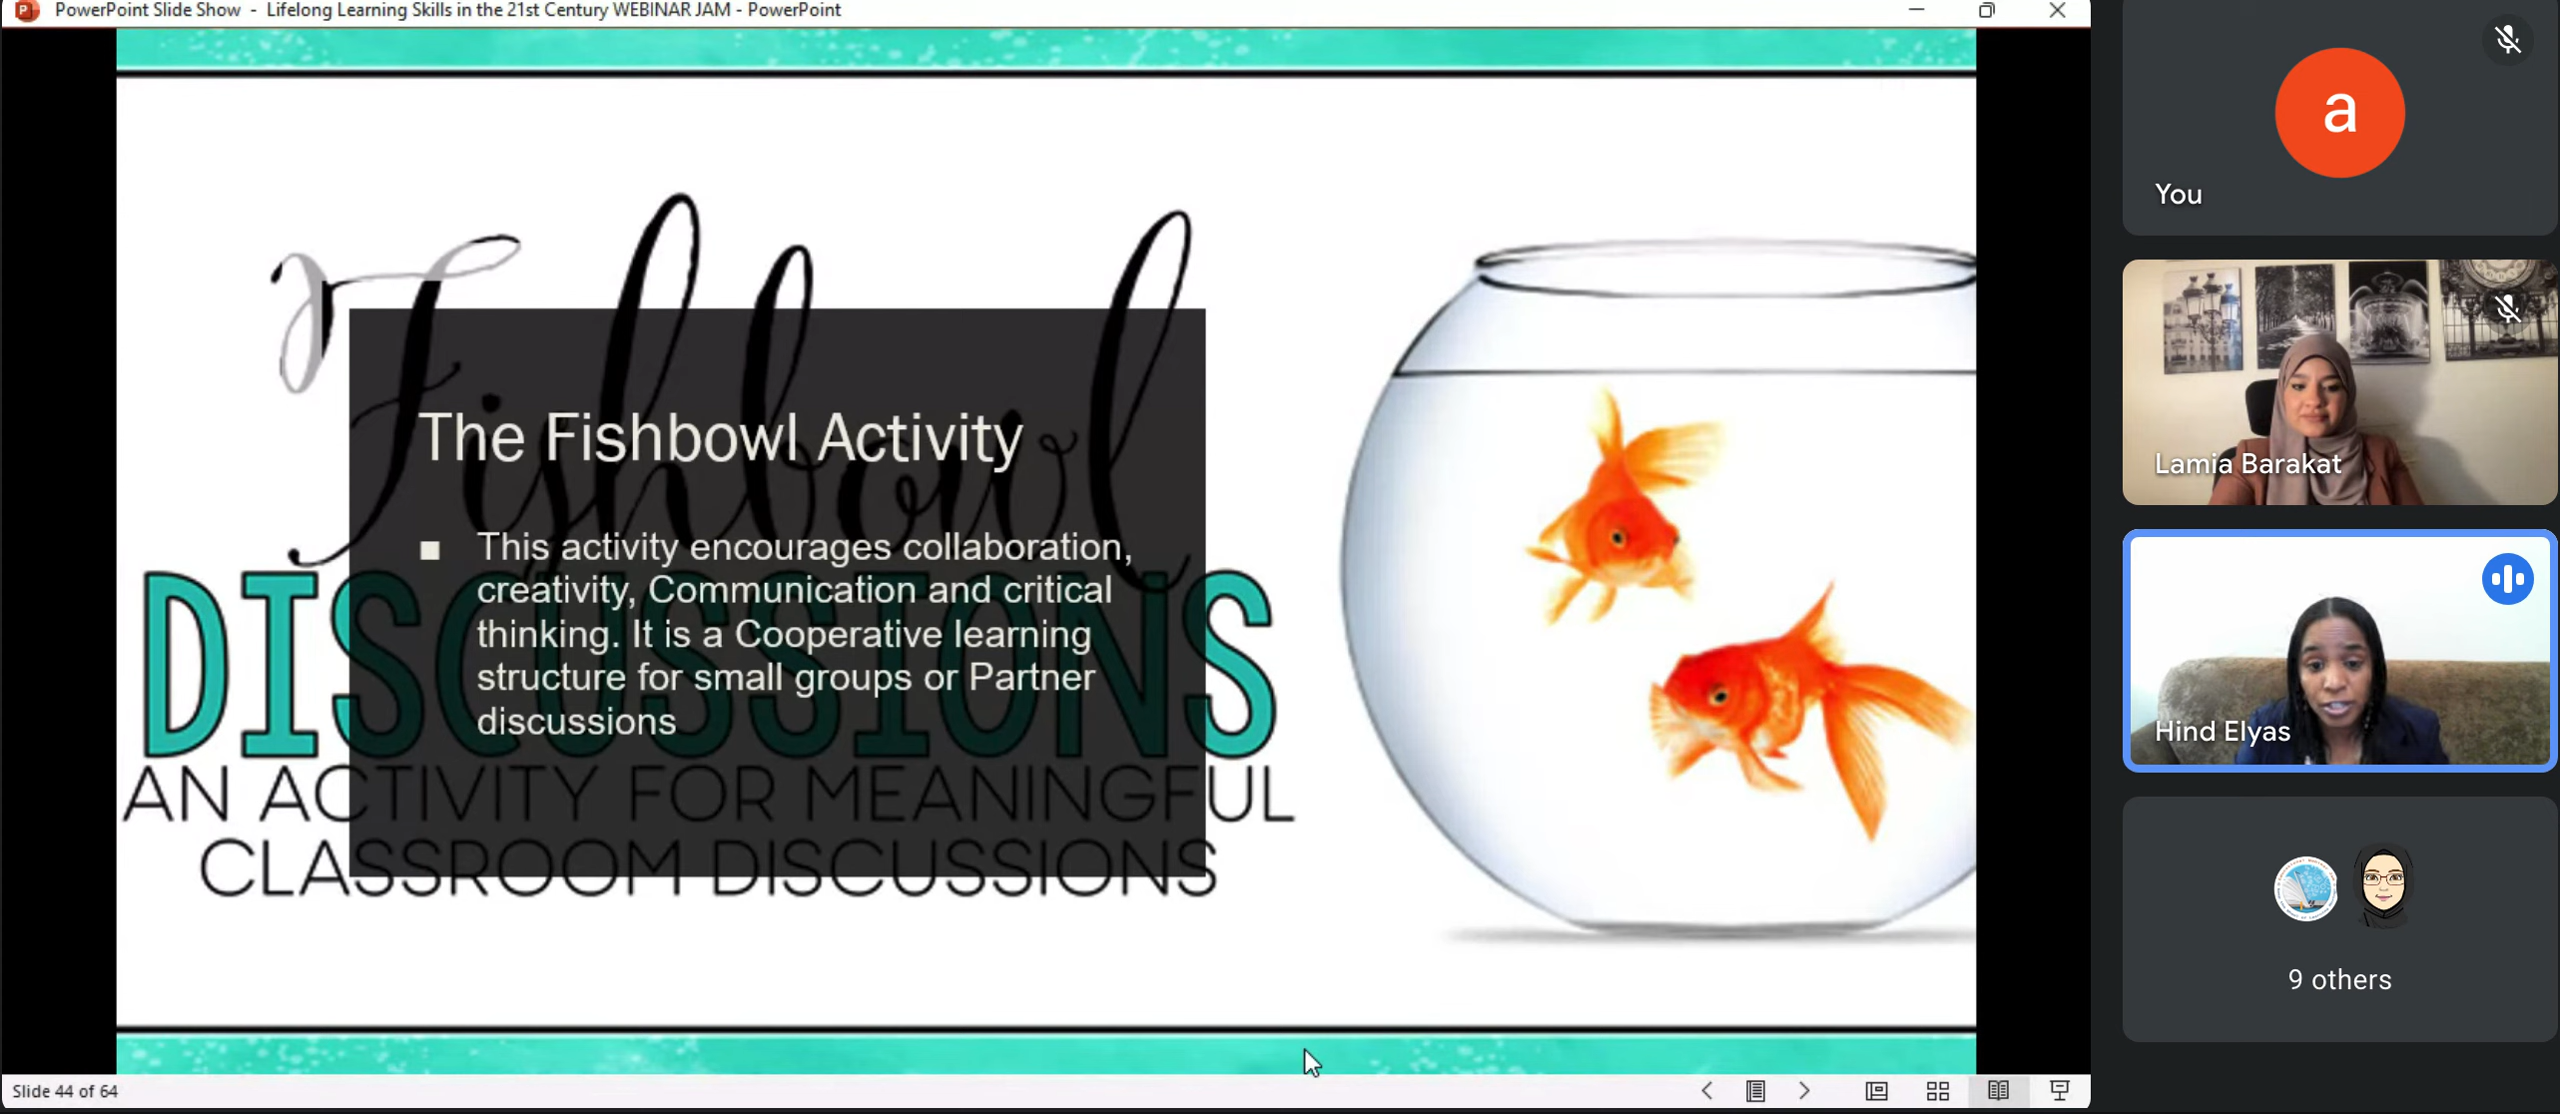 PowerPoint Slide Show - Lifelong Learning Skills in the 21st Century WEBINAR JAM - PowerPoint
Fishbowl
DISCUSSIONS
AN ACTIVITY FOR MEANINGFUL
CLASSROOM DISCUSSIONS
The Fishbowl Activity
■ This activity encourages collaboration,
creativity, Communication and critical
thinking. It is a Cooperative learning
structure for small groups or Partner
discussions
Slide 44 of 64
a
You
Lamia Barakat
Hind Elyas
9 others